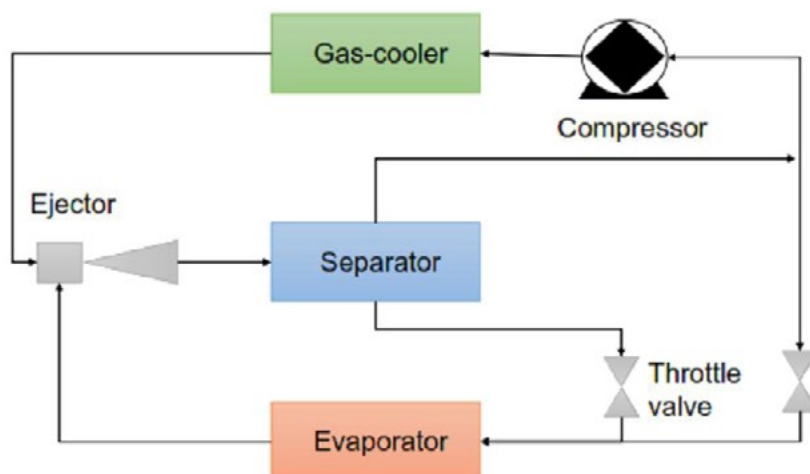 Gas-cooler
Compressor
Ejector
Separator
Throttle
valve
Evaporator